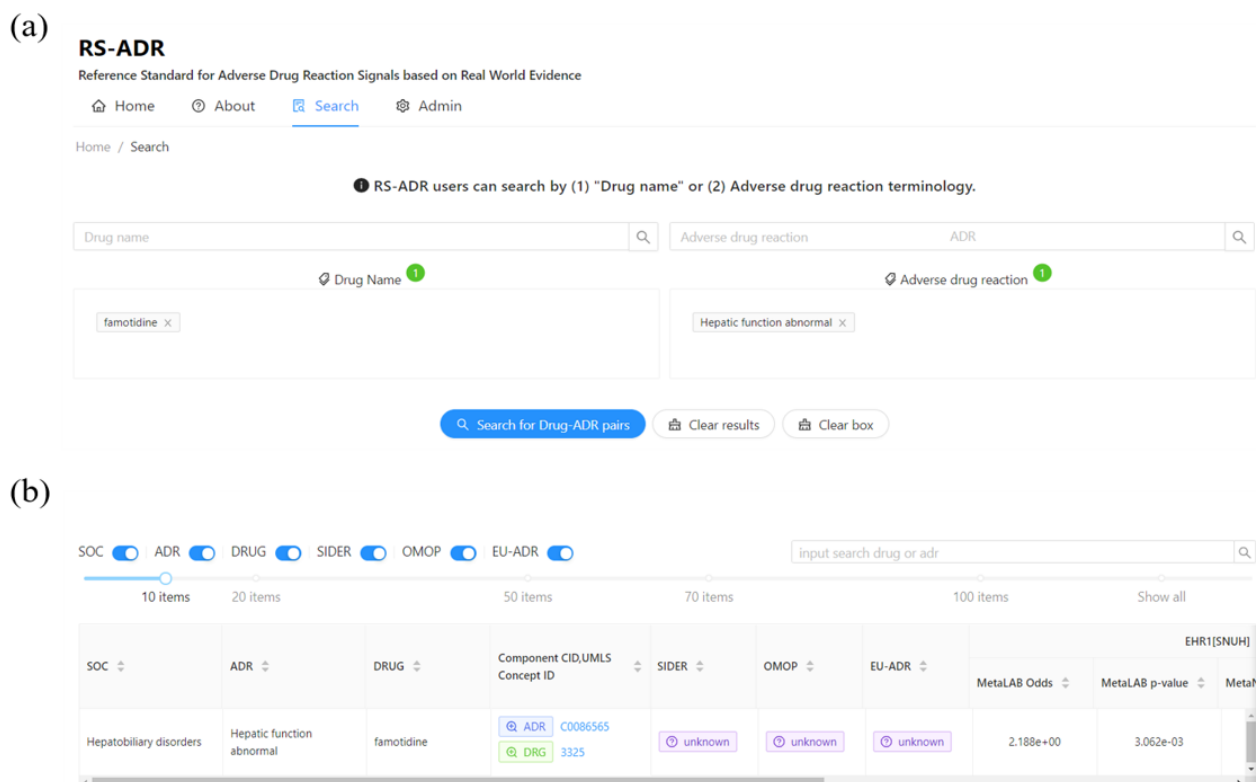 (a)
RS-ADR
Reference Standard for Adverse Drug Reaction Signals based on Real World Evidence
Home About Search Admin
Home / Search
RS-ADR users can search by (1) "Drug name" or (2) Adverse drug reaction terminology.
Drug name Adverse drug reaction ADR
Drug Name 1 Adverse drug reaction 1
famotidine × Hepatic function abnormal ×
Search for Drug-ADR pairs Clear results Clear box
(b)
SOC ADR DRUG SIDER OMOP EU-ADR input search drug or adr
10 items 20 items 50 items 70 items 100 items Show all
EHR1[SNUH]
SOC ADR DRUG Component CID,UMLS Concept ID SIDER OMOP EU-ADR MetaLAB Odds MetaLAB p-value
Hepatobiliary disorders Hepatic function abnormal famotidine ADR C0086565 unknown unknown unknown 2.188e+00 3.062e-03
DRG 3325